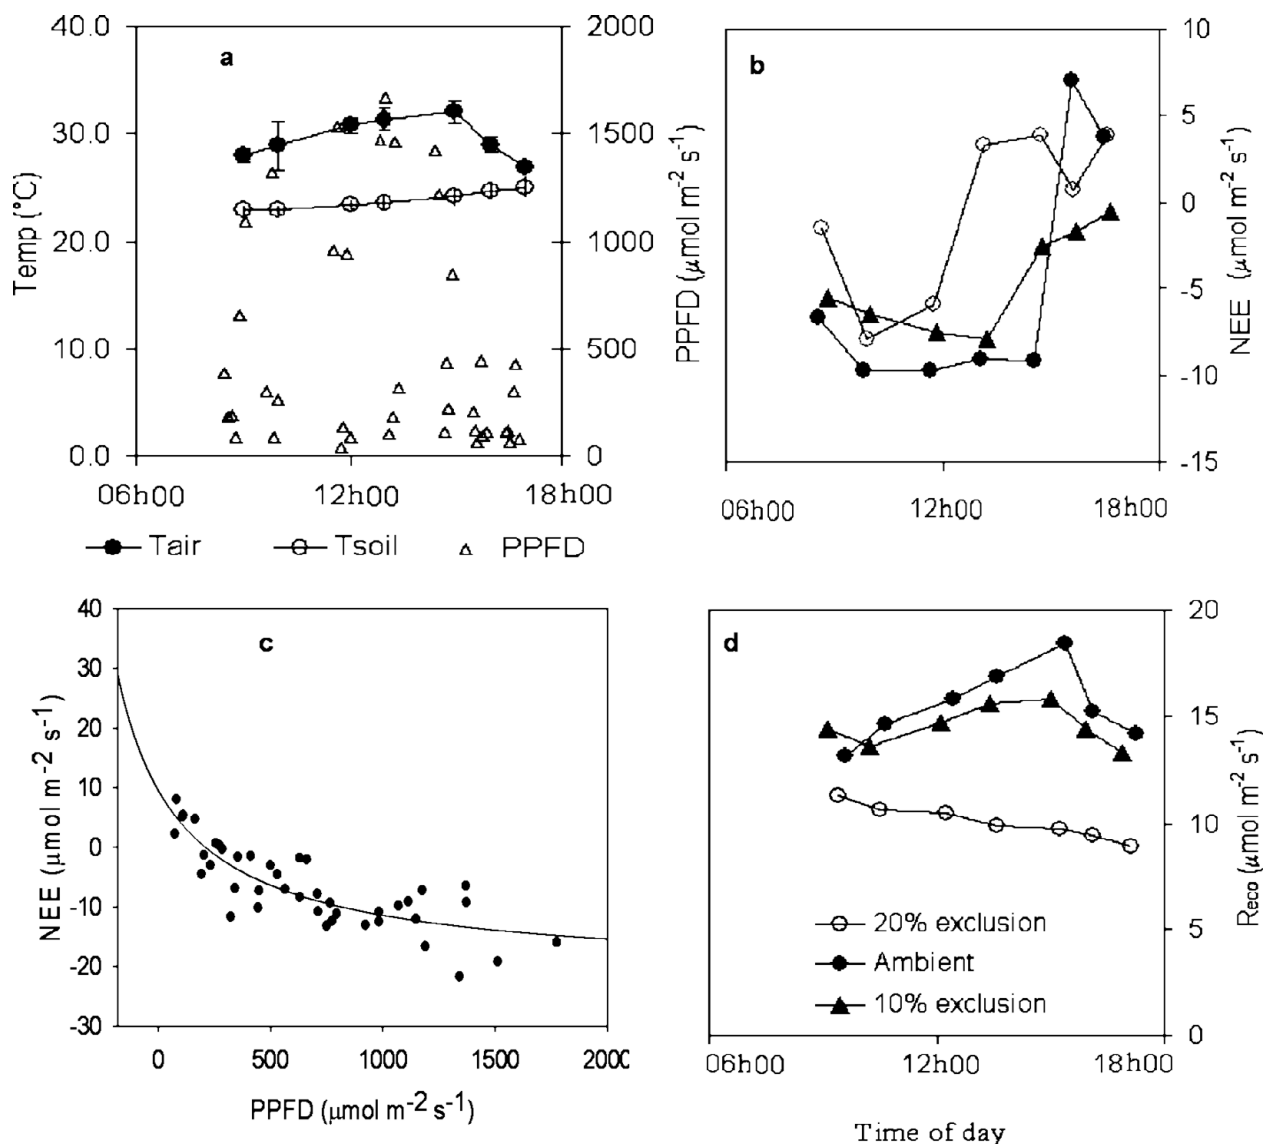 a
40.0
30.0
20.0
10.0
0.0
Temp (°C)
2000
1500
1000
500
0
PPFD (μmol m-2 s-1)
06h00
12h00
18h00
Tair
Tsoil
PPFD
b
10
5
0
-5
-10
-15
NEE (μmol m-2 s-1)
06h00
12h00
18h00
c
40
30
20
10
0
-10
-20
-30
NEE (μmol m-2 s-1)
0
500
1000
1500
2000
PPFD (μmol m-2 s-1)
d
20
15
10
5
0
Reco (μmol m-2 s-1)
20% exclusion
Ambient
10% exclusion
06h00
12h00
18h00
Time of day